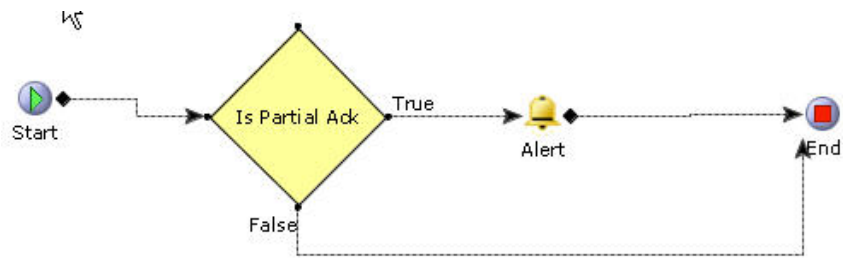 Start
Is Partial Ack
True
False
Alert
End